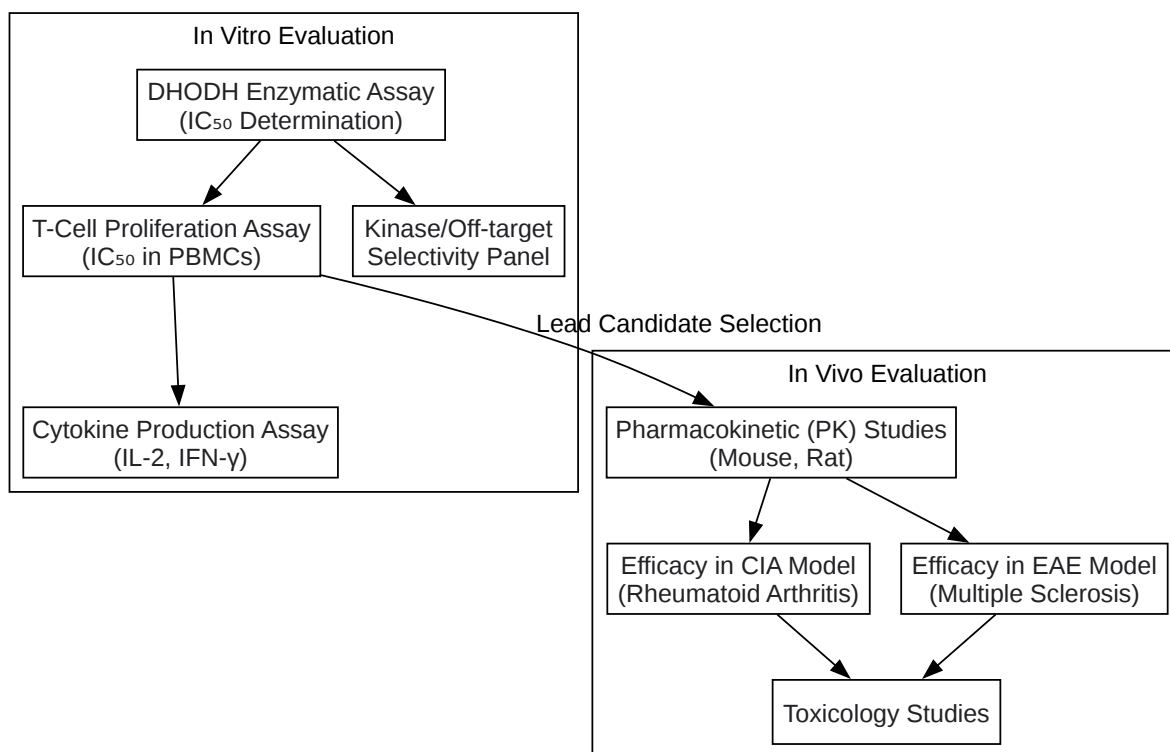 In Vitro Evaluation
DHODH Enzymatic Assay
(IC₅₀ Determination)
T-Cell Proliferation Assay
(IC₅₀ in PBMCs)
Kinase/Off-target
Selectivity Panel
Lead Candidate Selection
In Vivo Evaluation
Cytokine Production Assay
(IL-2, IFN-γ)
Pharmacokinetic (PK) Studies
(Mouse, Rat)
Efficacy in CIA Model
(Rheumatoid Arthritis)
Efficacy in EAE Model
(Multiple Sclerosis)
Toxicology Studies